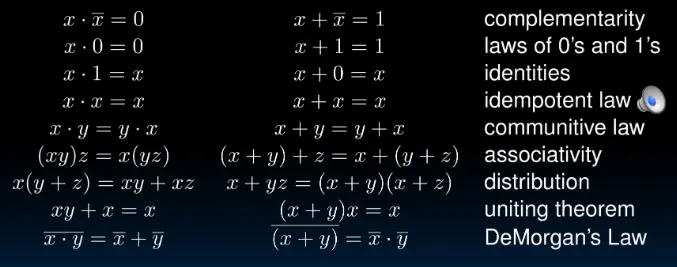 x · x̅ = 0 x + x̅ = 1 complementarity
x · 0 = 0 x + 1 = 1 laws of 0's and 1's
x · 1 = x x + 0 = x identities
x · x = x x + x = x idempotent law
x · y = y · x x + y = y + x communitive law
(xy)z = x(yz) (x + y) + z = x + (y + z) associativity
x(y + z) = xy + xz x + yz = (x + y)(x + z) distribution
xy + x = x (x + y)x = x uniting theorem
x̅ ̅·̅ ̅y̅ = x̅ + y̅ (̅x̅ ̅+̅ ̅y̅)̅ = x̅ · y̅ DeMorgan's Law